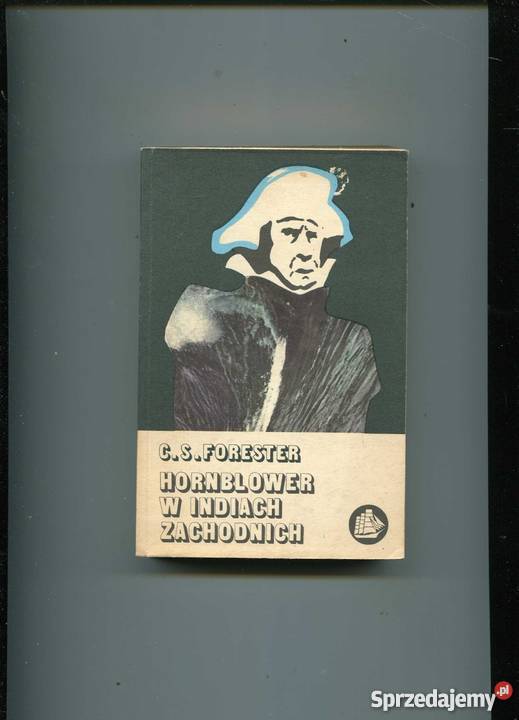 C.S.FORESTER
HORNBLOWER
W INDIACH
ZACHODNICH
Sprzedajemy.pl